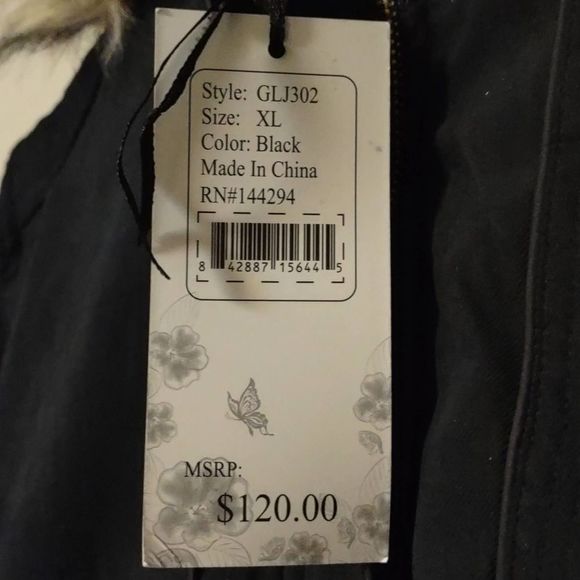 Style: GLJ302
Size: XL
Color: Black
Made In China
RN#144294
8 42887 15644 5
MSRP:
$120.00